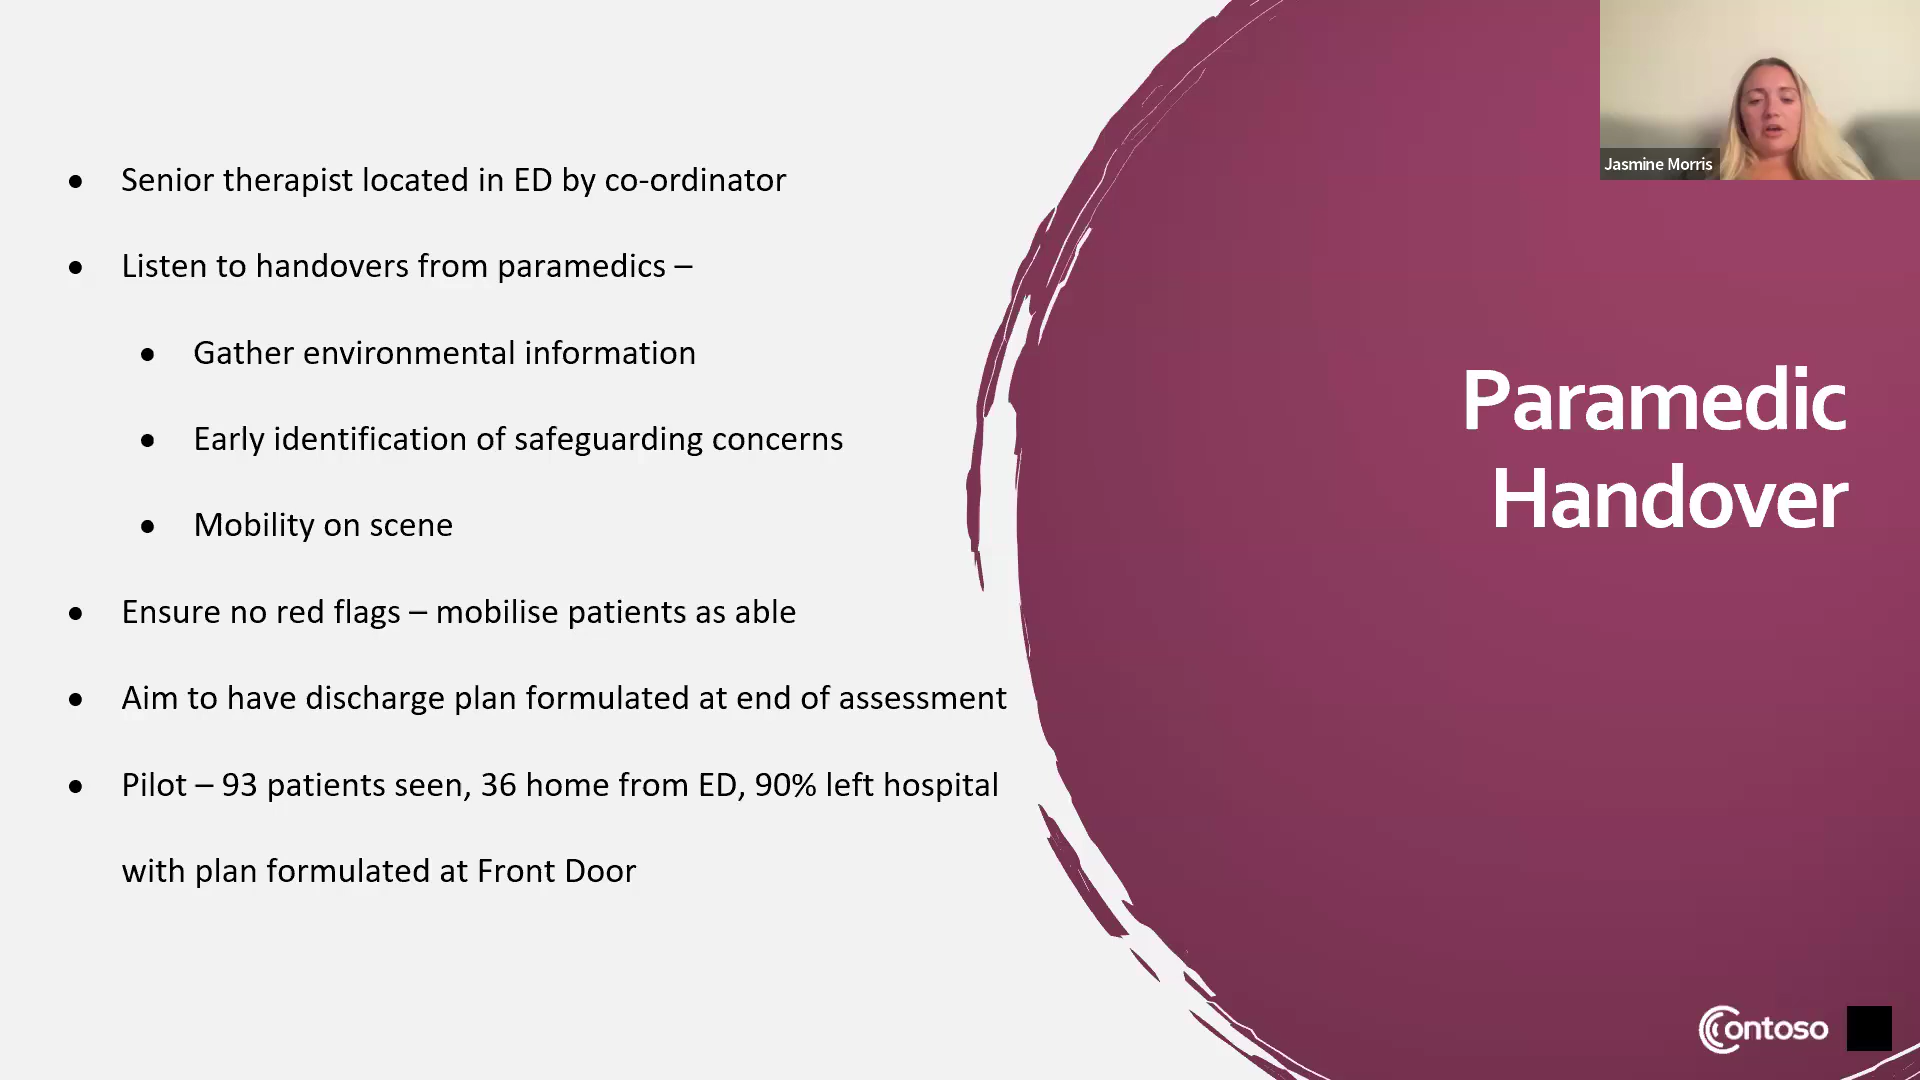 Senior therapist located in ED by co-ordinator
Listen to handovers from paramedics –
Gather environmental information
Early identification of safeguarding concerns
Mobility on scene
Ensure no red flags – mobilise patients as able
Aim to have discharge plan formulated at end of assessment
Pilot – 93 patients seen, 36 home from ED, 90% left hospital
with plan formulated at Front Door
Jasmine Morris
Paramedic
Handover
Contoso